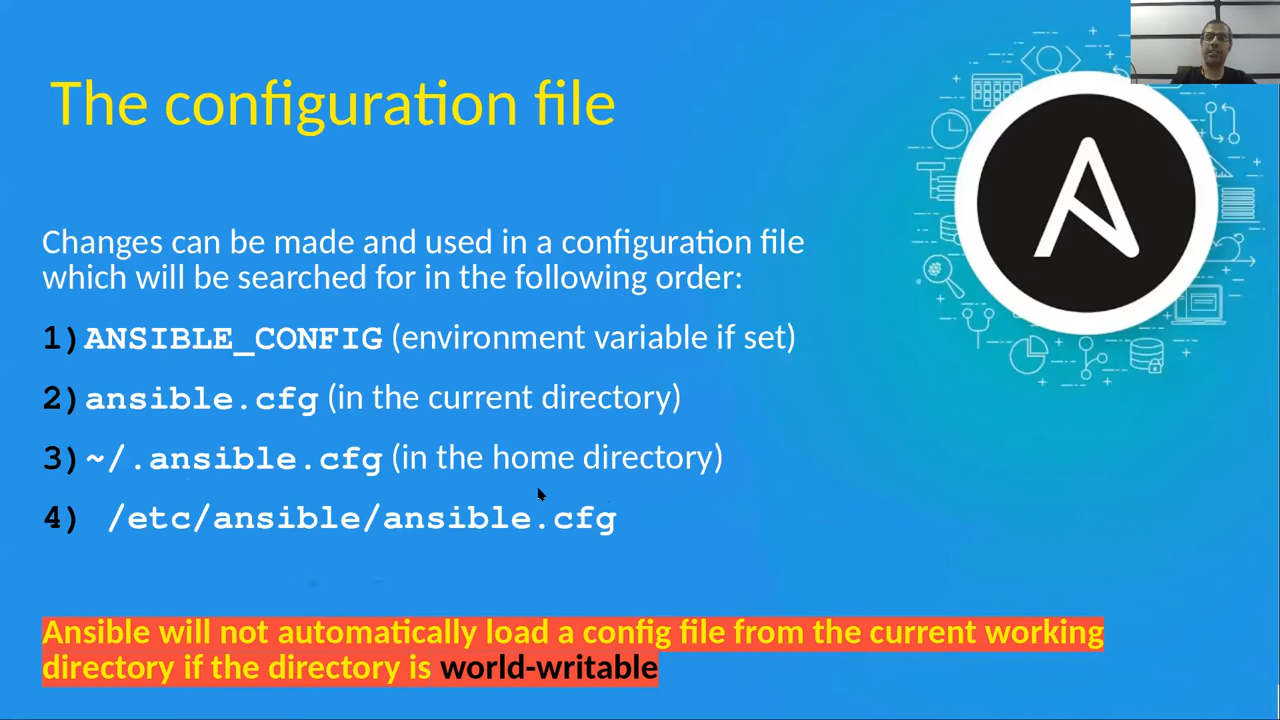 The configuration file
Changes can be made and used in a configuration file
which will be searched for in the following order:
1) ANSIBLE_CONFIG (environment variable if set)
2) ansible.cfg (in the current directory)
3) ~/.ansible.cfg (in the home directory)
4) /etc/ansible/ansible.cfg
Ansible will not automatically load a config file from the current working
directory if the directory is world-writable